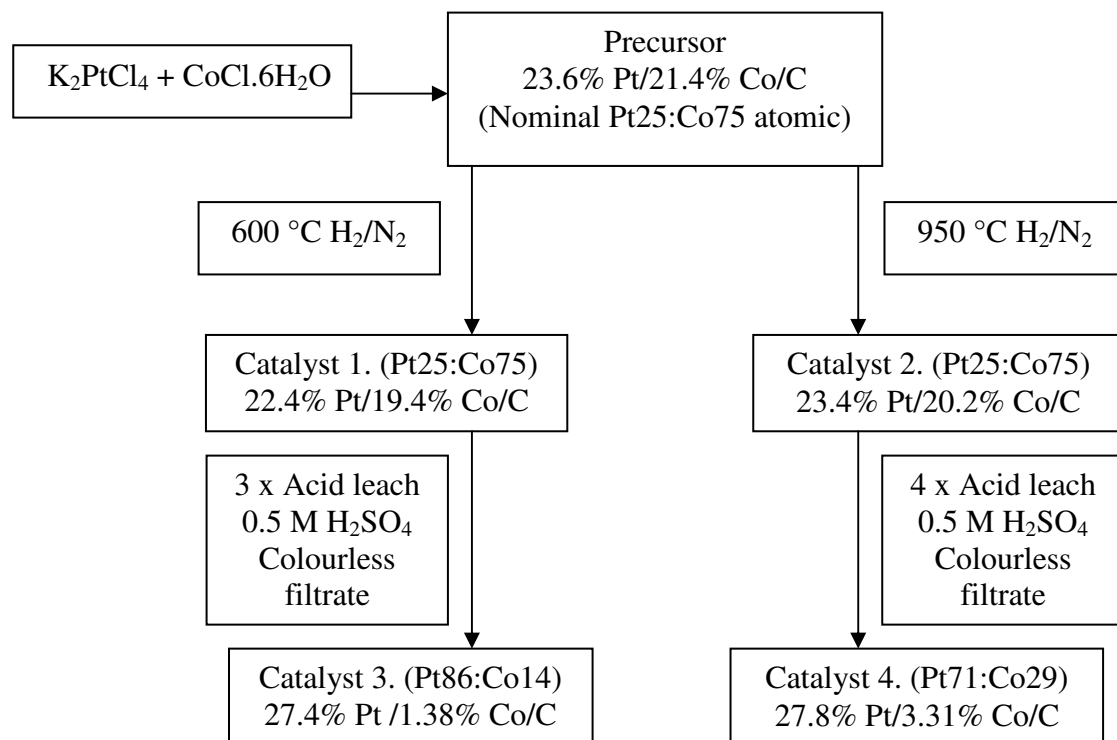 K₂PtCl₄ + CoCl.6H₂O
Precursor
23.6% Pt/21.4% Co/C
(Nominal Pt25:Co75 atomic)
600 °C H₂/N₂
950 °C H₂/N₂
Catalyst 1. (Pt25:Co75)
22.4% Pt/19.4% Co/C
Catalyst 2. (Pt25:Co75)
23.4% Pt/20.2% Co/C
3 x Acid leach
0.5 M H₂SO₄
Colourless
filtrate
4 x Acid leach
0.5 M H₂SO₄
Colourless
filtrate
Catalyst 3. (Pt86:Co14)
27.4% Pt /1.38% Co/C
Catalyst 4. (Pt71:Co29)
27.8% Pt/3.31% Co/C